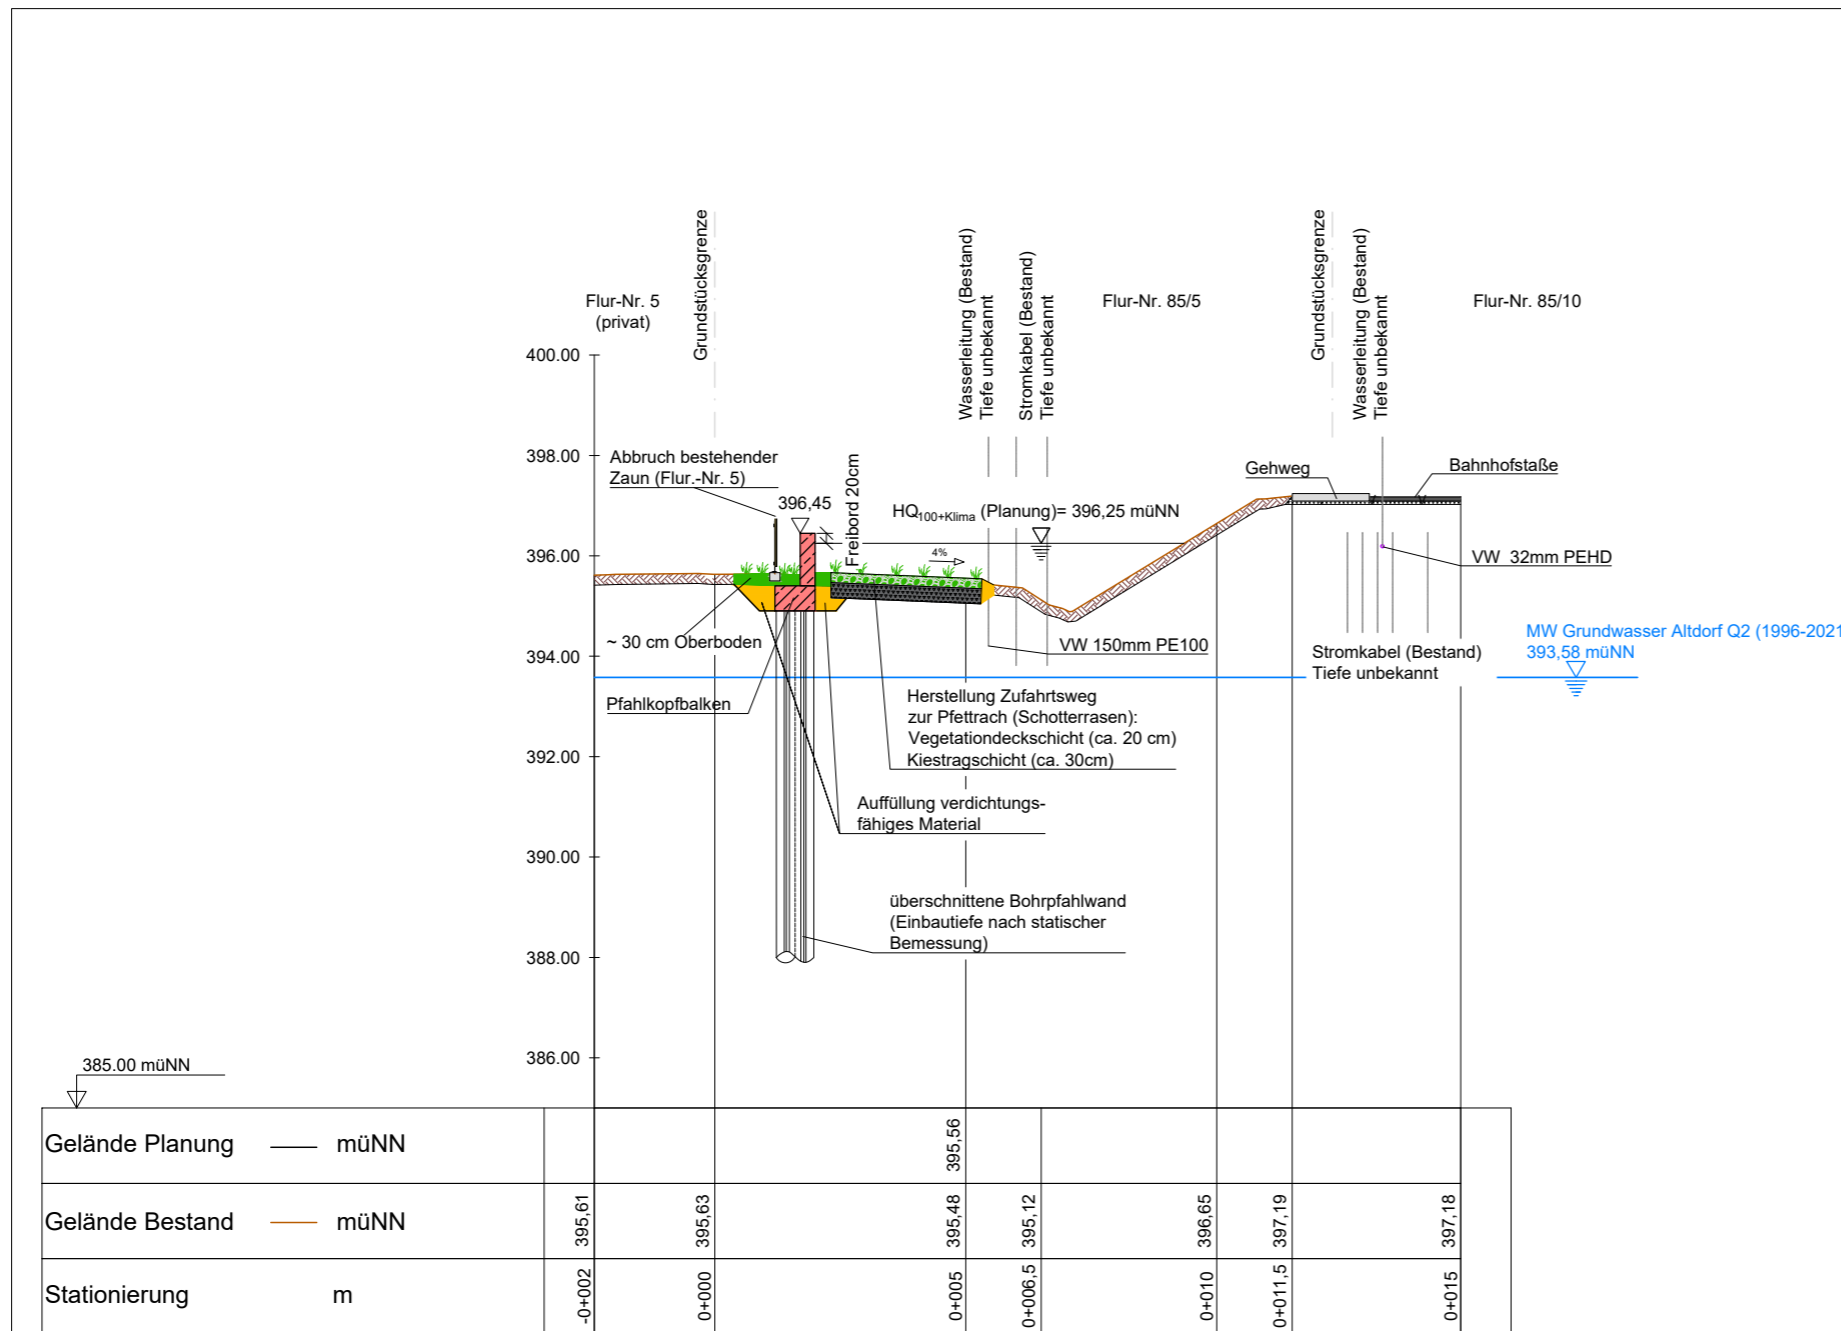 Grundstücksgrenze
Wasserleitung (Bestand)
Tiefe unbekannt
Stromkabel (Bestand)
Tiefe unbekannt
Grundstücksgrenze
Wasserleitung (Bestand)
Tiefe unbekannt
Flur-Nr. 5
(privat)
Flur-Nr. 85/5
Flur-Nr. 85/10
400.00
398.00
396.00
394.00
392.00
390.00
388.00
386.00
Abbruch bestehender
Zaun (Flur.-Nr. 5)
396,45
Freibord 20cm
HQ100+Klima (Planung)= 396,25 müNN
4%
Gehweg
Bahnhofstaße
VW 32mm PEHD
~ 30 cm Oberboden
VW 150mm PE100
Stromkabel (Bestand)
Tiefe unbekannt
MW Grundwasser Altdorf Q2 (1996-2021
393,58 müNN
Pfahlkopfbalken
Herstellung Zufahrtsweg
zur Pfettrach (Schotterrasen):
Vegetationdeckschicht (ca. 20 cm)
Kiestragschicht (ca. 30cm)
Auffüllung verdichtungs-
fähiges Material
überschnittene Bohrpfahlwand
(Einbautiefe nach statischer
Bemessung)
385.00 müNN
Gelände Planung müNN
395,56
Gelände Bestand müNN
395,61 395,63 395,48 395,12 396,65 397,19 397,18
Stationierung m
-0+002 0+000 0+005 0+006,5 0+010 0+011,5 0+015